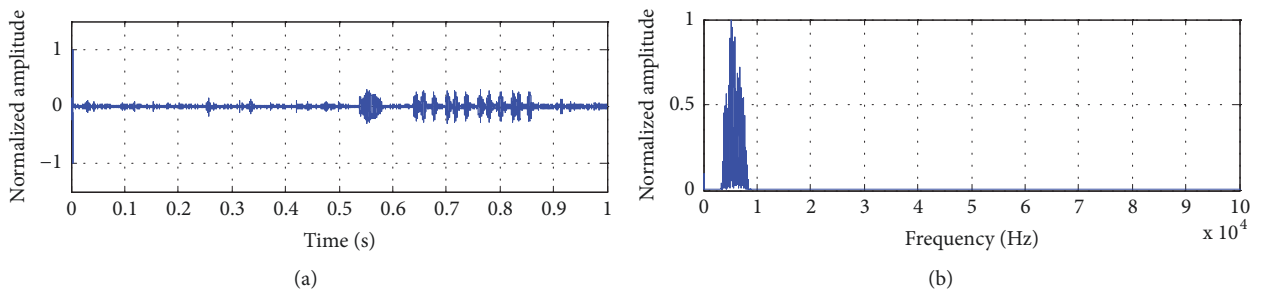 Normalized amplitude
1
0
−1
0 0.1 0.2 0.3 0.4 0.5 0.6 0.7 0.8 0.9 1
Time (s)
(a)
Normalized amplitude
1
0.5
0
0 1 2 3 4 5 6 7 8 9 10
x 10⁴
Frequency (Hz)
(b)